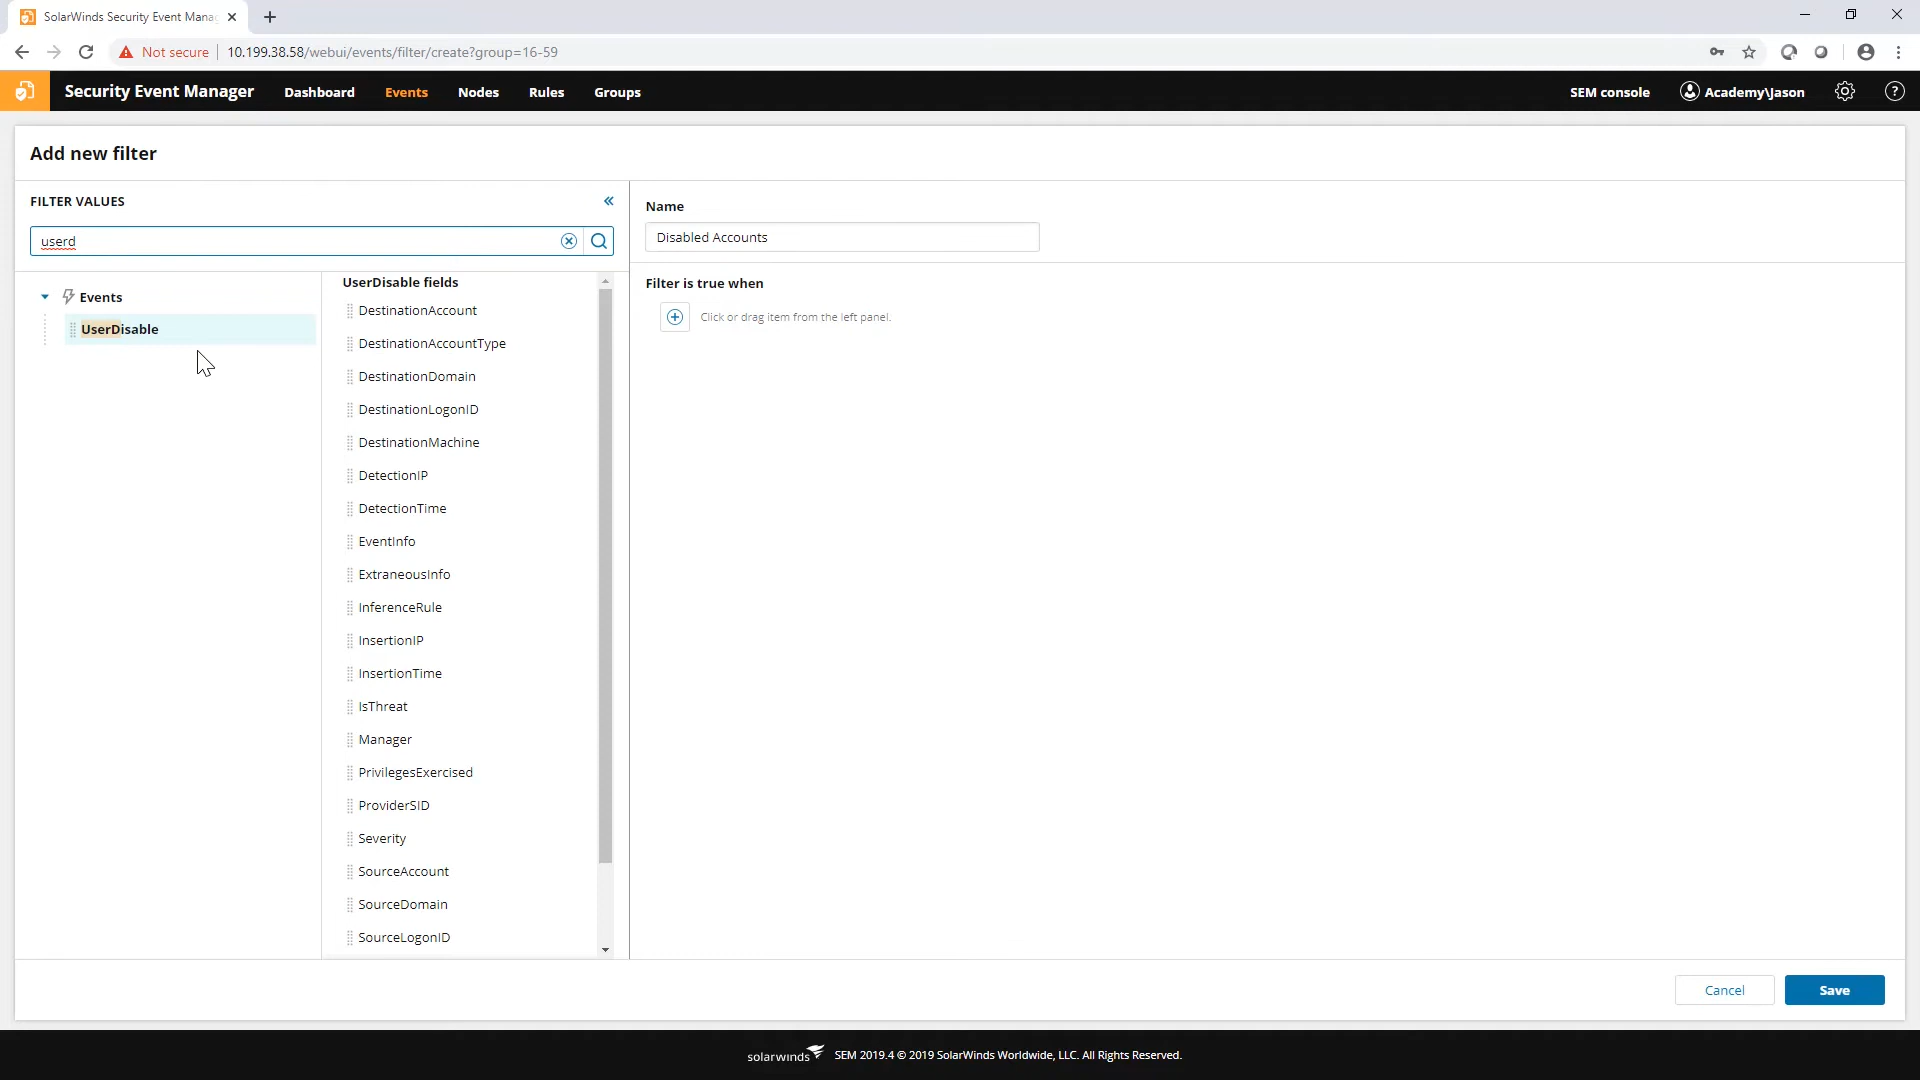 SolarWinds Security Event Mana
Not secure | 10.199.38.58/webui/events/filter/create?group=16-59
Security Event Manager Dashboard Events Nodes Rules Groups SEM console Academy\Jason ?
Add new filter
FILTER VALUES
userd
Events
UserDisable
UserDisable fields
DestinationAccount
DestinationAccountType
DestinationDomain
DestinationLogonID
DestinationMachine
DetectionIP
DetectionTime
EventInfo
ExtraneousInfo
InferenceRule
InsertionIP
InsertionTime
IsThreat
Manager
PrivilegesExercised
ProviderSID
Severity
SourceAccount
SourceDomain
SourceLogonID
Name
Disabled Accounts
Filter is true when
Click or drag item from the left panel.
Cancel Save
solarwinds SEM 2019.4 © 2019 SolarWinds Worldwide, LLC. All Rights Reserved.